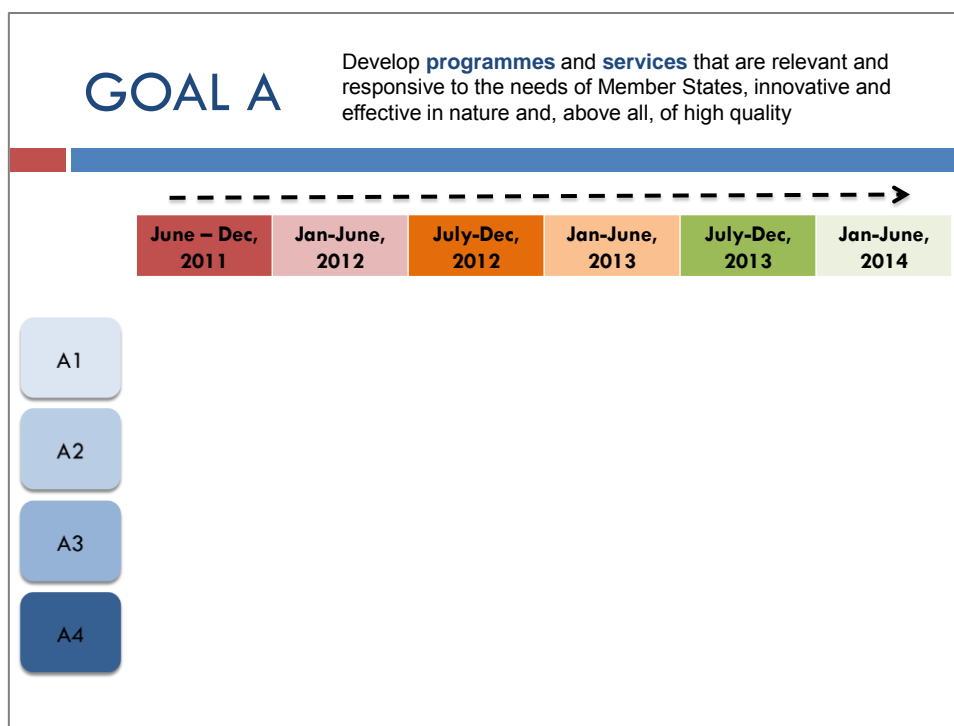 GOAL A
Develop programmes and services that are relevant and
responsive to the needs of Member States, innovative and
effective in nature and, above all, of high quality
June – Dec,
2011
Jan-June,
2012
July-Dec,
2012
Jan-June,
2013
July-Dec,
2013
Jan-June,
2014
A1
A2
A3
A4